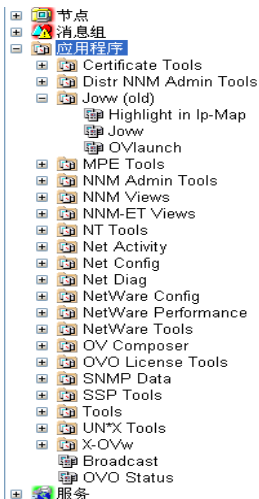 节点
消息组
应用程序
Certificate Tools
Distr NNM Admin Tools
Jovw (old)
Highlight in Ip-Map
Jovw
OVlaunch
MPE Tools
NNM Admin Tools
NNM Views
NNM-ET Views
NT Tools
Net Activity
Net Config
Net Diag
NetWare Config
NetWare Performance
NetWare Tools
OV Composer
OVO License Tools
SNMP Data
SSP Tools
Tools
UN*X Tools
X-OVw
Broadcast
OVO Status
服务